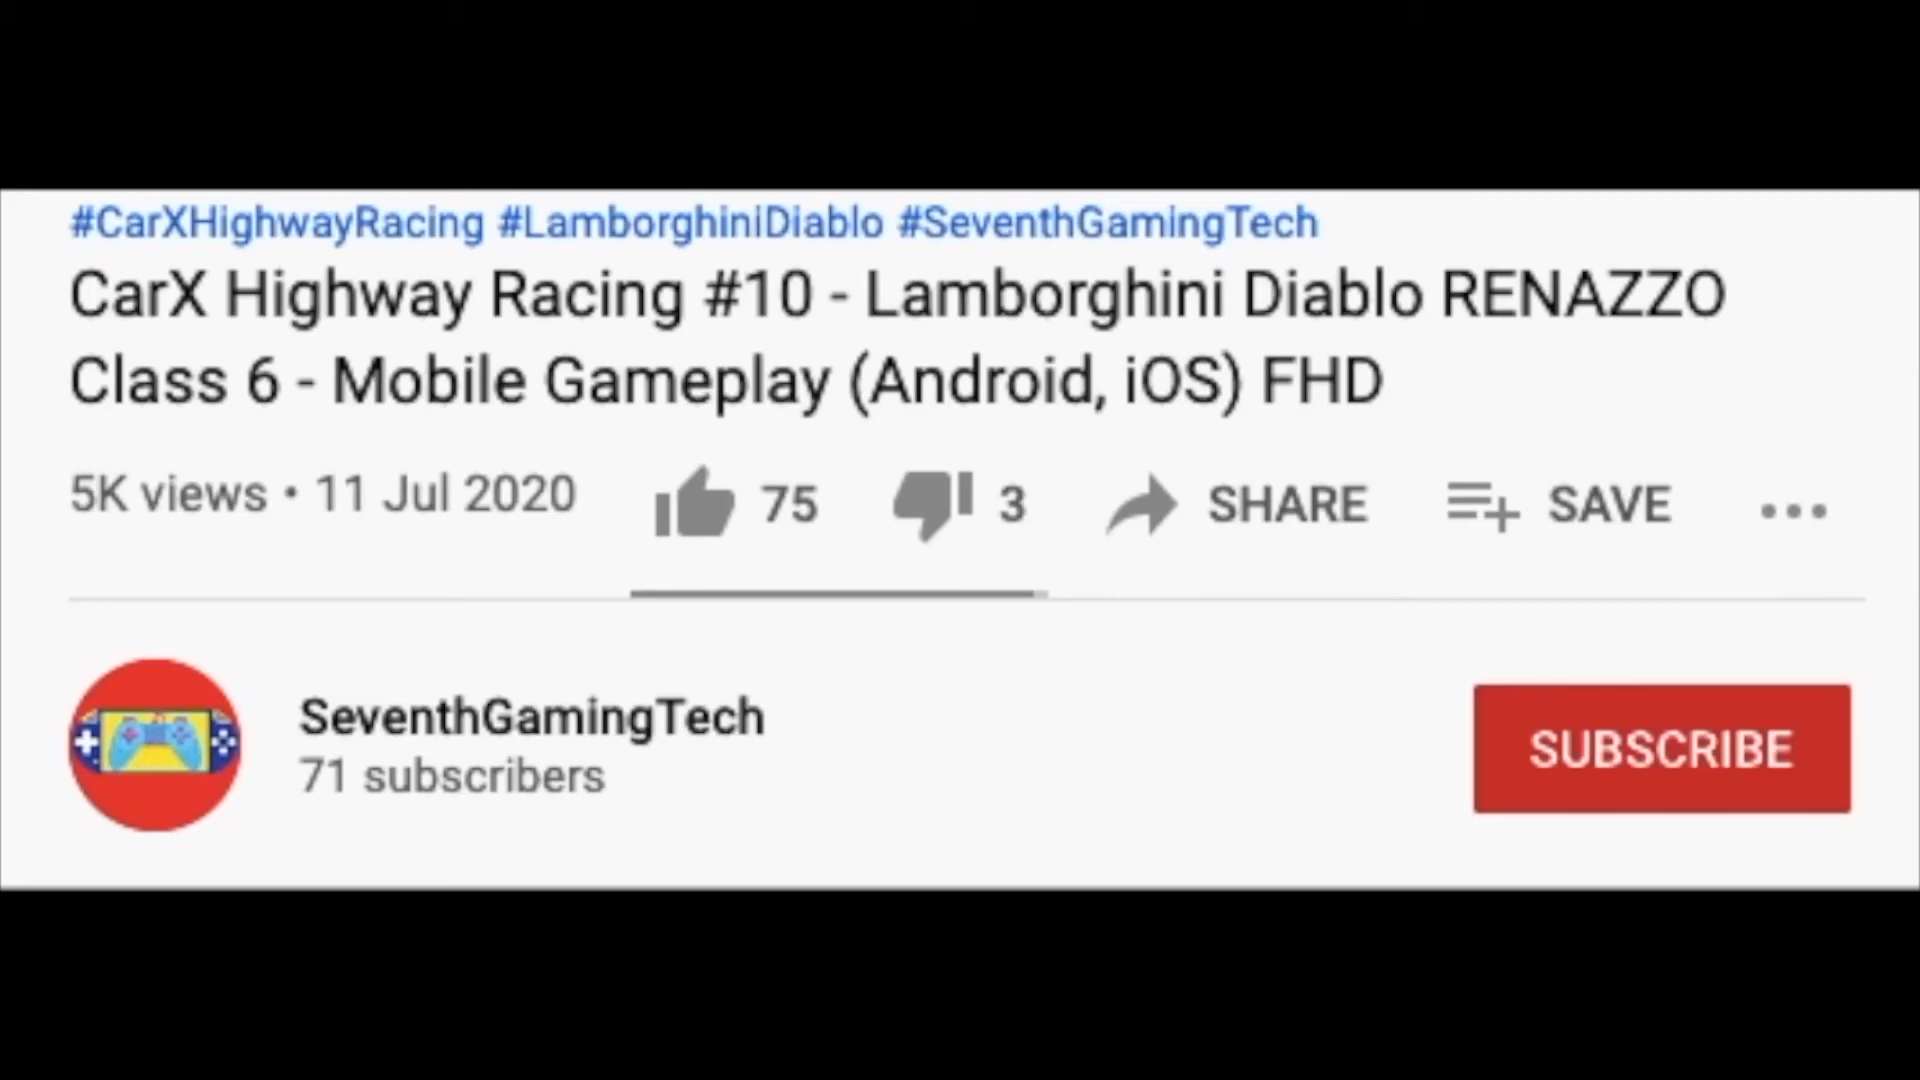 #CarXHighwayRacing #LamborghiniDiablo #SeventhGamingTech
CarX Highway Racing #10 - Lamborghini Diablo RENAZZO
Class 6 - Mobile Gameplay (Android, iOS) FHD
5K views • 11 Jul 2020 75 3 SHARE SAVE
SeventhGamingTech
71 subscribers
SUBSCRIBE